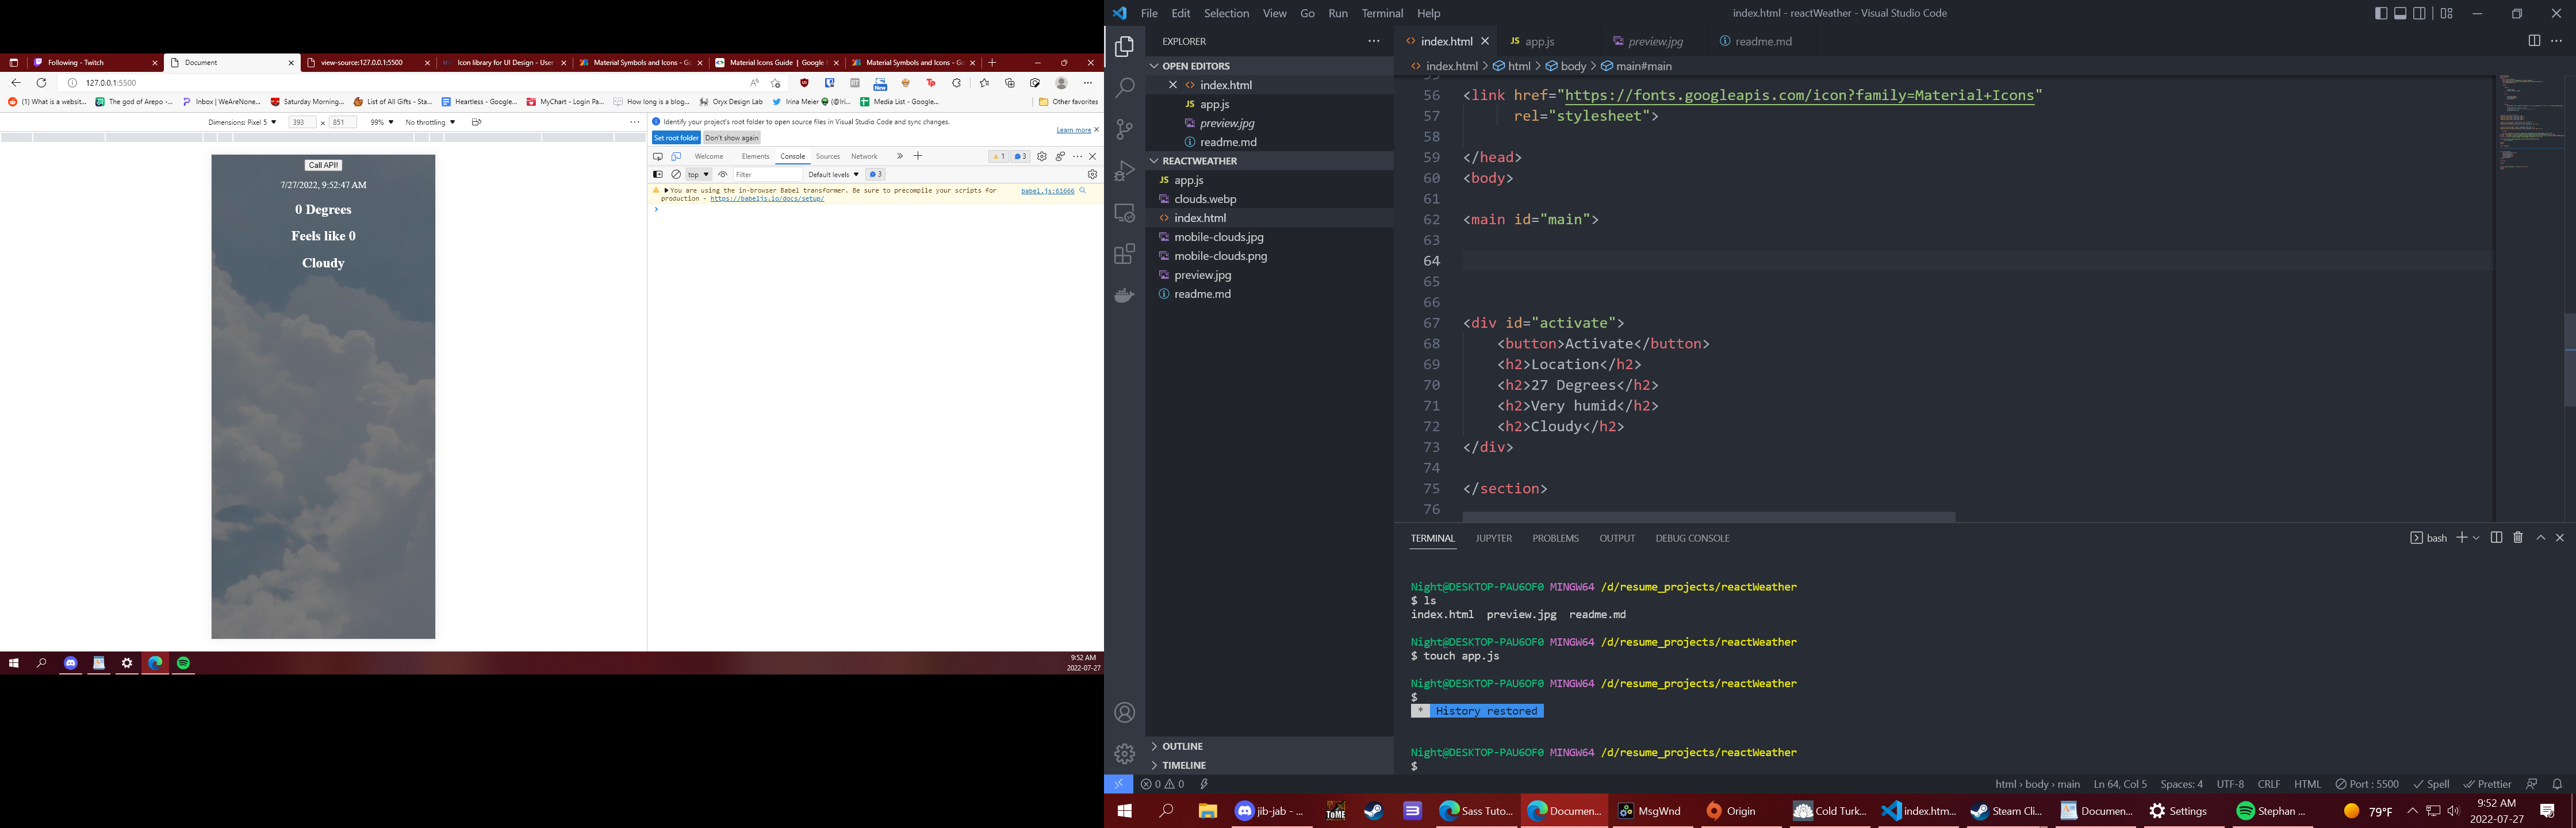 Following - Twitch
Document
view-source:127.0.0.1:5500
Icon library for UI Design - User
Material Symbols and Icons - Go
Material Icons Guide | Google
Material Symbols and Icons - Go
127.0.0.1:5500
(1) What is a websit...
The god of Arepo -...
Inbox | WeAreNone...
Saturday Morning...
List of All Gifts - Sta...
Heartless - Google...
MyChart - Login Pa...
How long is a blog...
Oryx Design Lab
Irina Meier
(@Iri...
Media List - Google...
Other favorites
Dimensions: Pixel 5
393 × 851
99%
No throttling
Call API!
7/27/2022, 9:52:47 AM
0 Degrees
Feels like 0
Cloudy
Identify your project's root folder to open source files in Visual Studio Code and sync changes.
Learn more
Set root folder
Don't show again
Welcome
Elements
Console
Sources
Network
1
3
top
Filter
Default levels
3
You are using the in-browser Babel transformer. Be sure to precompile your scripts for
production - https://babeljs.io/docs/setup/
babel.js:61666
9:52 AM
2022-07-27
File Edit Selection View Go Run Terminal Help
index.html - reactWeather - Visual Studio Code
EXPLORER
OPEN EDITORS
index.html
app.js
preview.jpg
readme.md
REACTWEATHER
app.js
clouds.webp
index.html
mobile-clouds.jpg
mobile-clouds.png
preview.jpg
readme.md
OUTLINE
TIMELINE
index.html
app.js
preview.jpg
readme.md
index.html > html > body > main#main
56 <link href="https://fonts.googleapis.com/icon?family=Material+Icons"
57 rel="stylesheet">
58
59 </head>
60 <body>
61
62 <main id="main">
63
64
65
66
67 <div id="activate">
68 <button>Activate</button>
69 <h2>Location</h2>
70 <h2>27 Degrees</h2>
71 <h2>Very humid</h2>
72 <h2>Cloudy</h2>
73 </div>
74
75 </section>
76
TERMINAL JUPYTER PROBLEMS OUTPUT DEBUG CONSOLE
bash
Night@DESKTOP-PAU6OF0 MINGW64 /d/resume_projects/reactWeather
$ ls
index.html preview.jpg readme.md
Night@DESKTOP-PAU6OF0 MINGW64 /d/resume_projects/reactWeather
$ touch app.js
Night@DESKTOP-PAU6OF0 MINGW64 /d/resume_projects/reactWeather
$
* History restored
Night@DESKTOP-PAU6OF0 MINGW64 /d/resume_projects/reactWeather
$
0 0
html > body > main
Ln 64, Col 5
Spaces: 4
UTF-8
CRLF
HTML
Port : 5500
Spell
Prettier
jib-jab - ...
ToME
Sass Tuto...
Documen...
MsgWnd
Origin
Cold Turk...
index.htm...
Steam Cli...
Documen...
Settings
Stephan ...
79°F
9:52 AM
2022-07-27